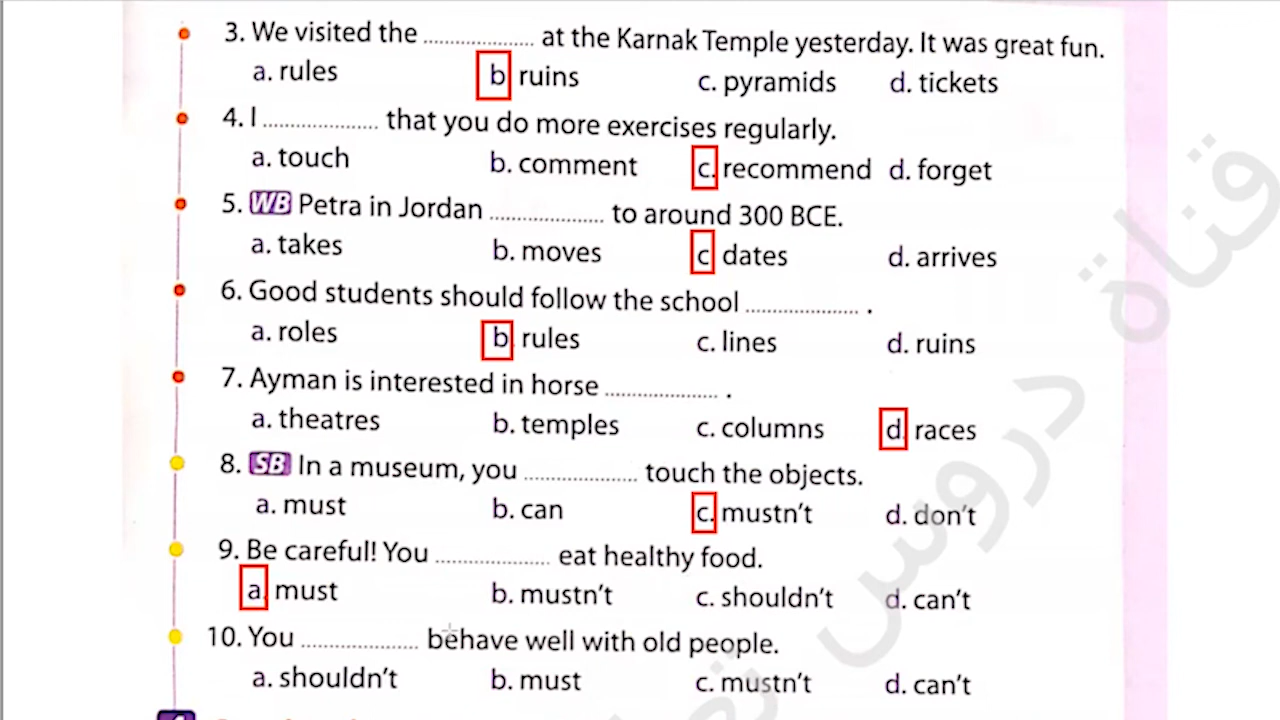 3. We visited the .................. at the Karnak Temple yesterday. It was great fun.
a. rules b ruins c. pyramids d. tickets
4. I .................. that you do more exercises regularly.
a. touch b. comment c. recommend d. forget
5. WB Petra in Jordan .................. to around 300 BCE.
a. takes b. moves c dates d. arrives
6. Good students should follow the school .................. .
a. roles b rules c. lines d. ruins
7. Ayman is interested in horse .................. .
a. theatres b. temples c. columns d. races
8. SB In a museum, you .................. touch the objects.
a. must b. can c. mustn't d. don't
9. Be careful! You .................. eat healthy food.
a must b. mustn't c. shouldn't d. can't
10. You .................. behave well with old people.
a. shouldn't b. must c. mustn't d. can't
قناة دروس